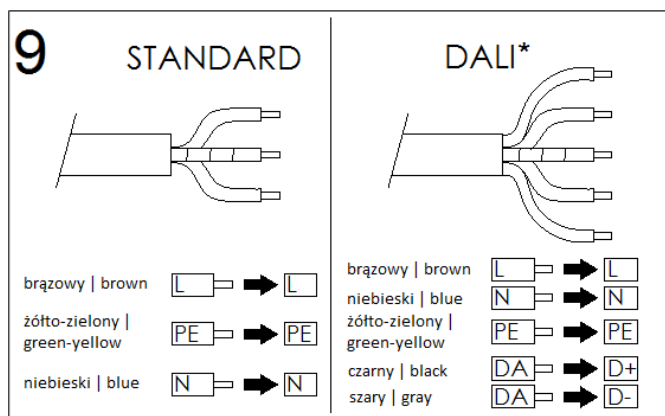 9
STANDARD
brązowy | brown L L
żółto-zielony |
green-yellow PE PE
niebieski | blue N N
DALI*
brązowy | brown L L
niebieski | blue N N
żółto-zielony |
green-yellow PE PE
czarny | black DA D+
szary | gray DA D-